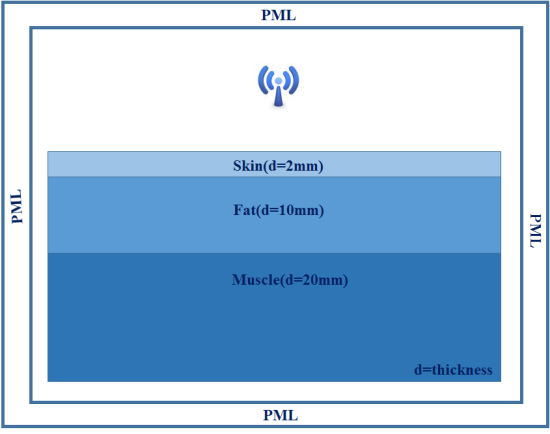 PML
Skin(d=2mm)
Fat(d=10mm)
PML
PML
Muscle(d=20mm)
d=thickness
PML